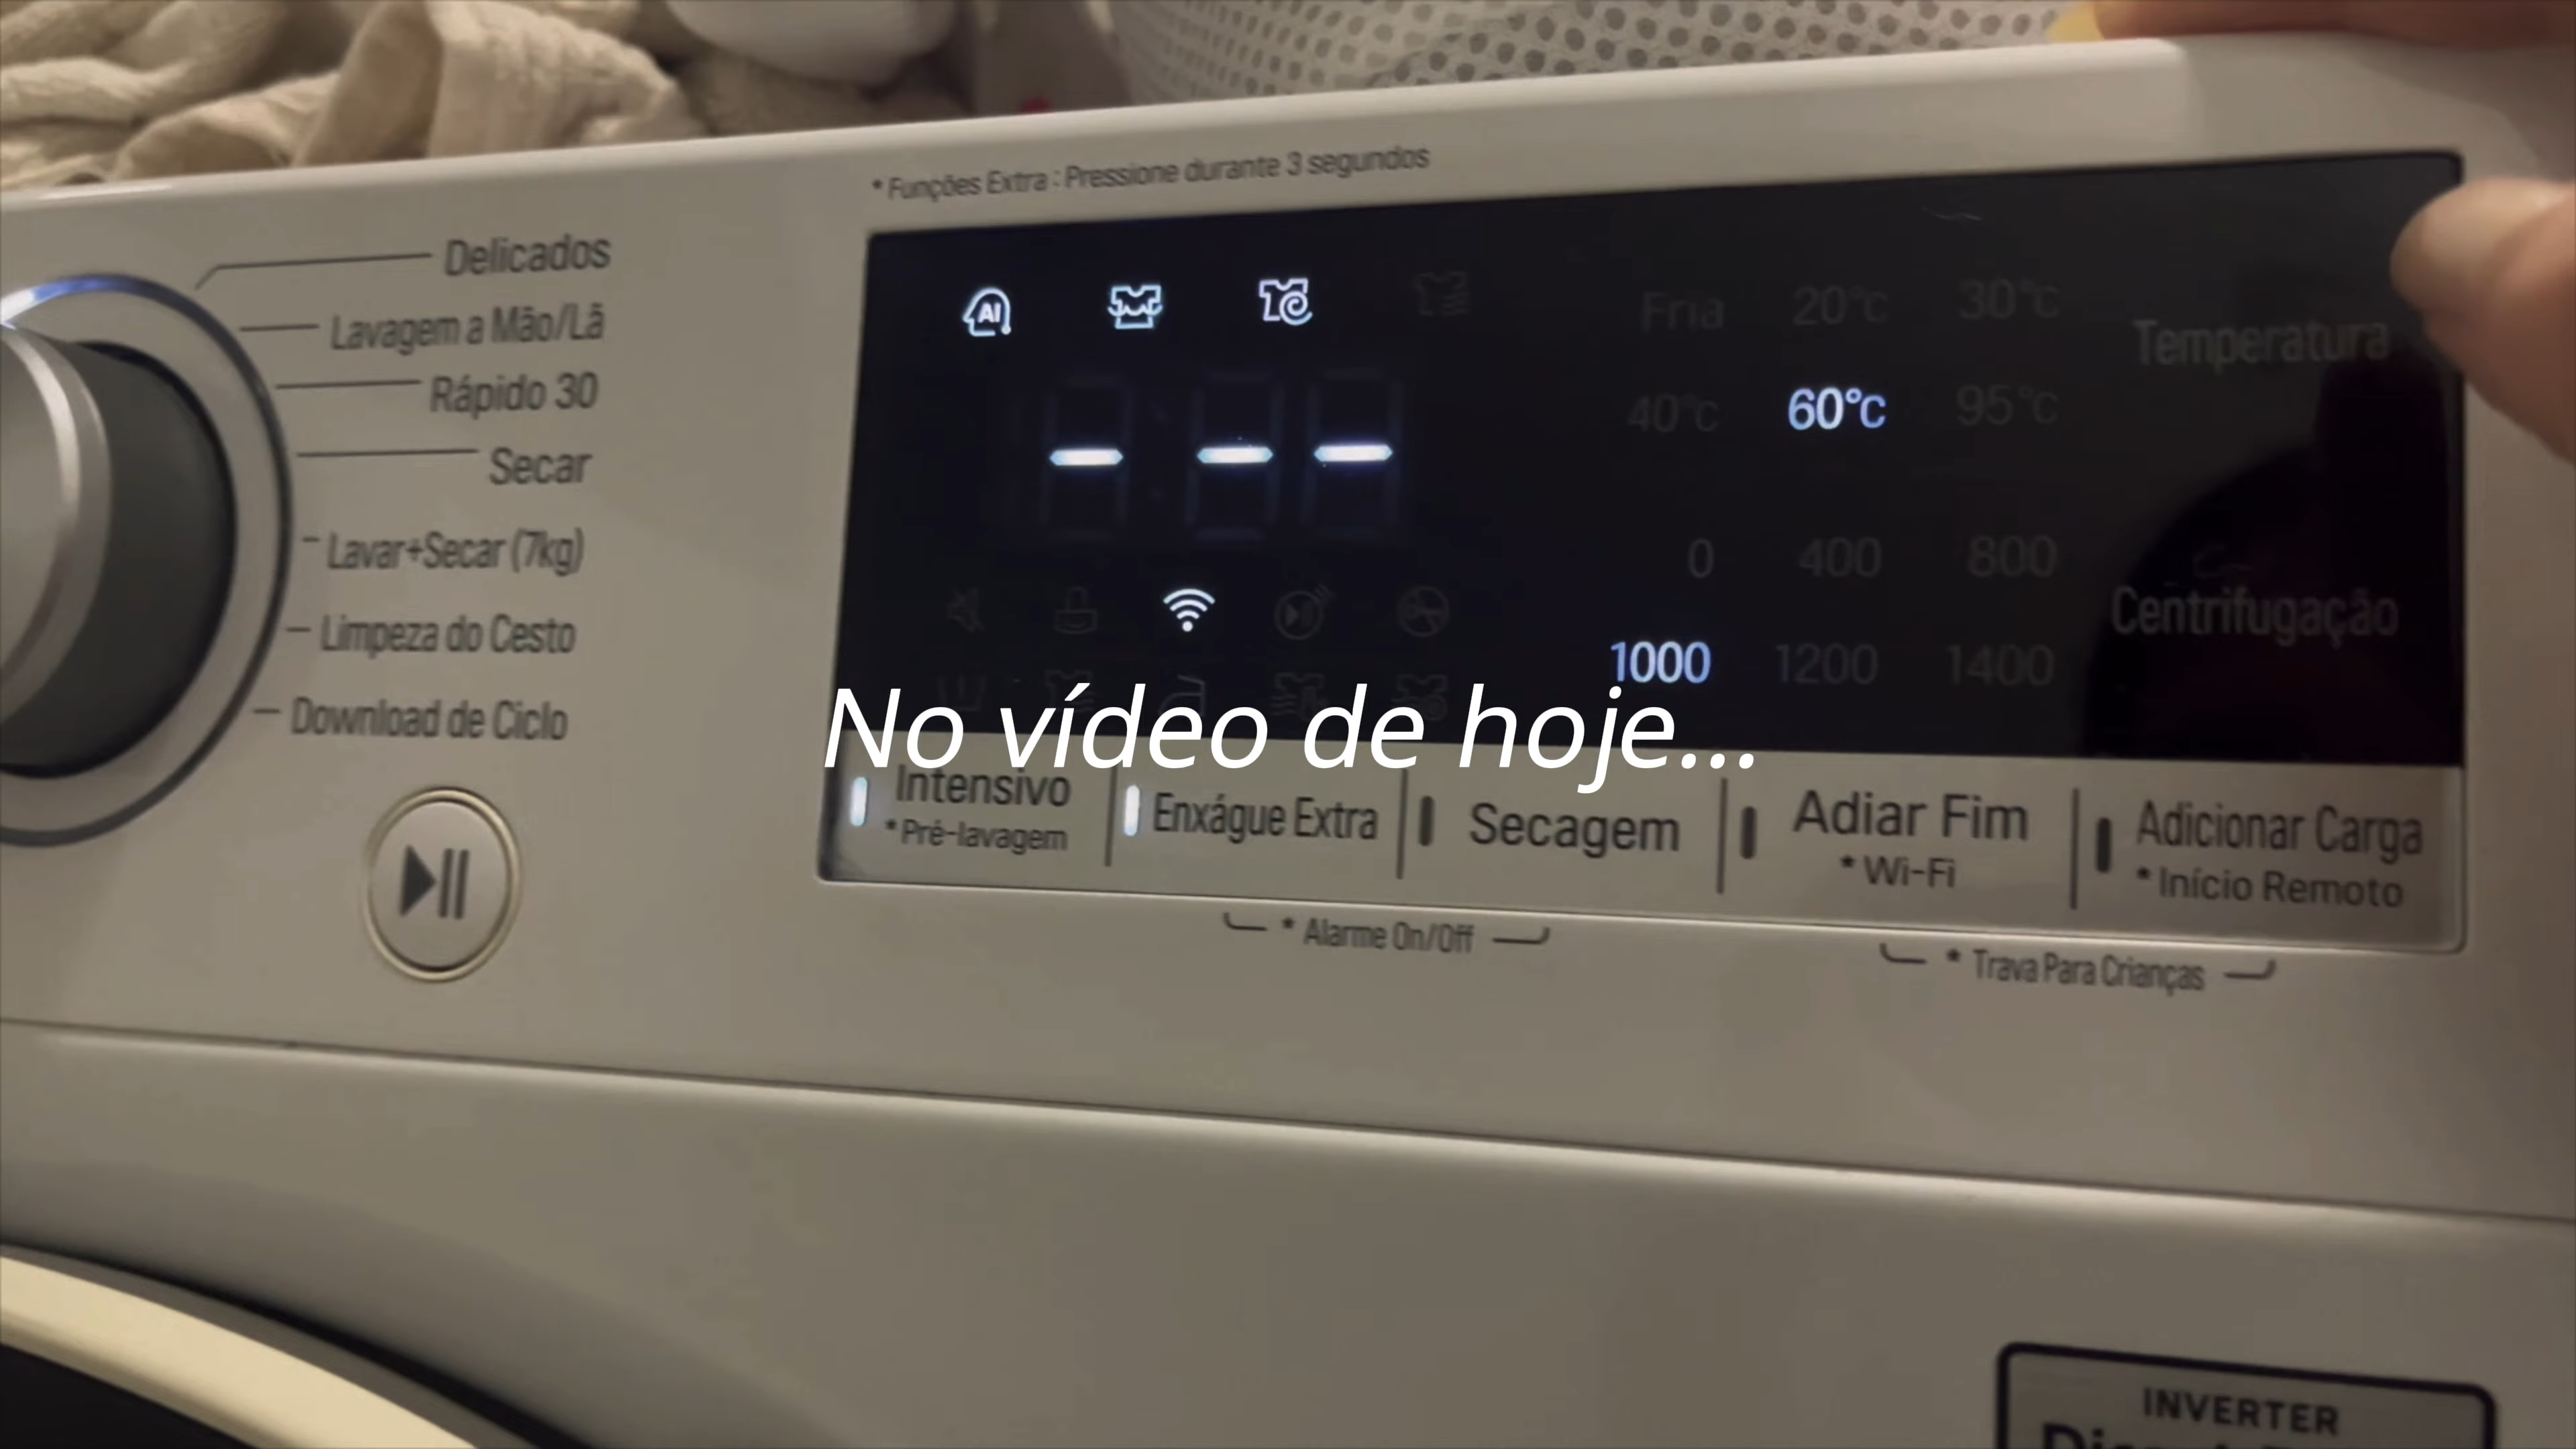 * Funções Extra : Pressione durante 3 segundos
Delicados
Lavagem a Mão/Lã
Rápido 30
Secar
Lavar+Secar (7kg)
Limpeza do Cesto
Download de Ciclo
AI
Fria 20°C 30°C
Temperatura
40°C 60°C 95°C
- - -
0 400 800
Centrifugação
1000 1200 1400
No vídeo de hoje...
Intensivo
* Pré-lavagem
Enxágue Extra
Secagem
Adiar Fim
* Wi-Fi
Adicionar Carga
* Início Remoto
* Alarme On/Off
* Trava Para Crianças
INVERTER